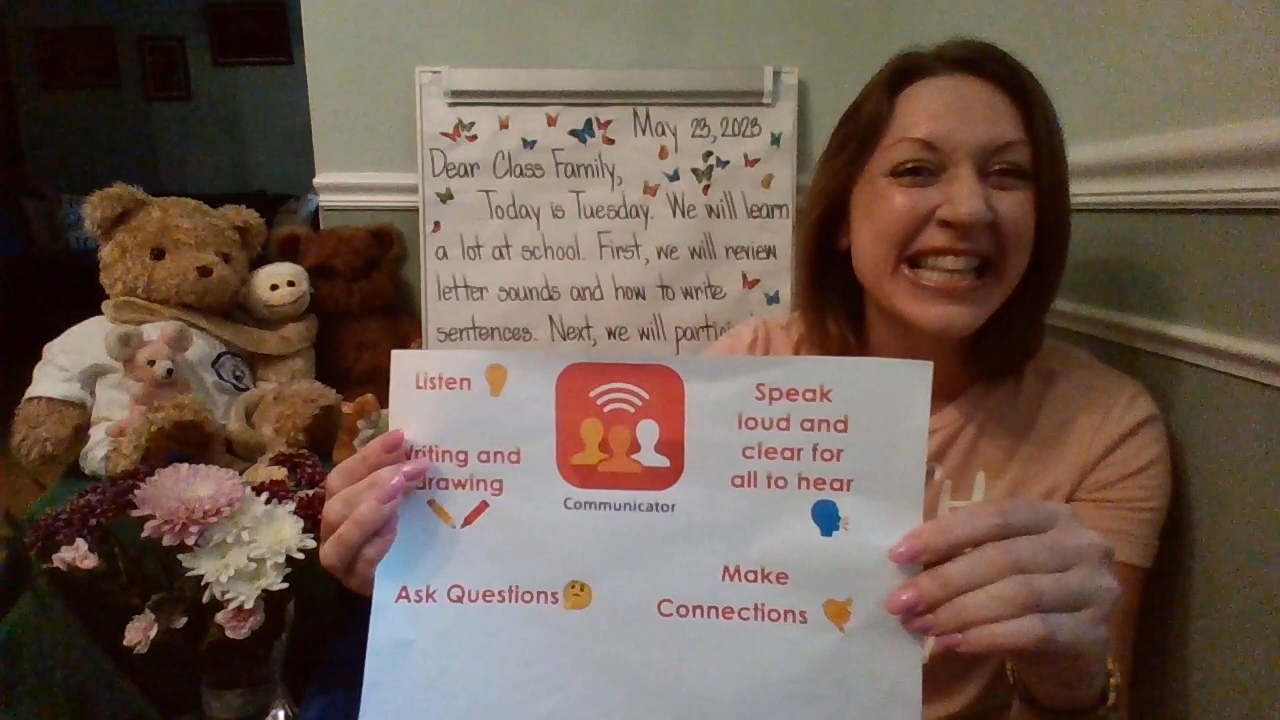 May 23, 2023
Dear Class Family,
Today is Tuesday. We will learn
a lot at school. First, we will review
letter sounds and how to write
sentences. Next, we will
Listen
Writing and
drawing
Communicator
Speak
loud and
clear for
all to hear
Ask Questions
Make
Connections